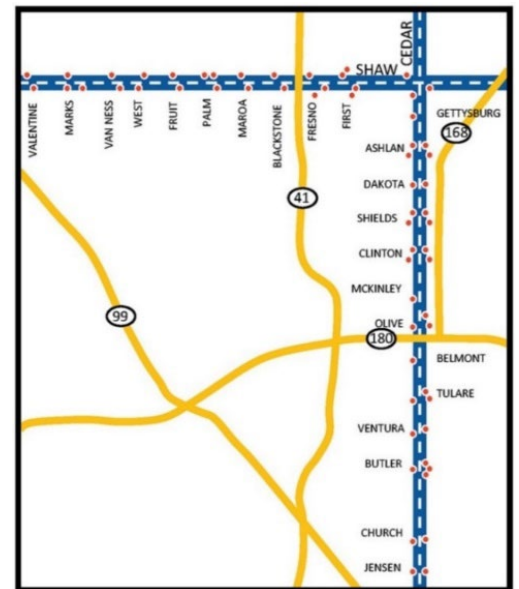 CEDAR
SHAW
VALENTINE
MARKS
VAN NESS
WEST
FRUIT
PALM
MAROA
BLACKSTONE
FRESNO
FIRST
GETTYSBURG
168
ASHLAN
DAKOTA
41
SHIELDS
CLINTON
MCKINLEY
99
OLIVE
180
BELMONT
TULARE
VENTURA
BUTLER
CHURCH
JENSEN